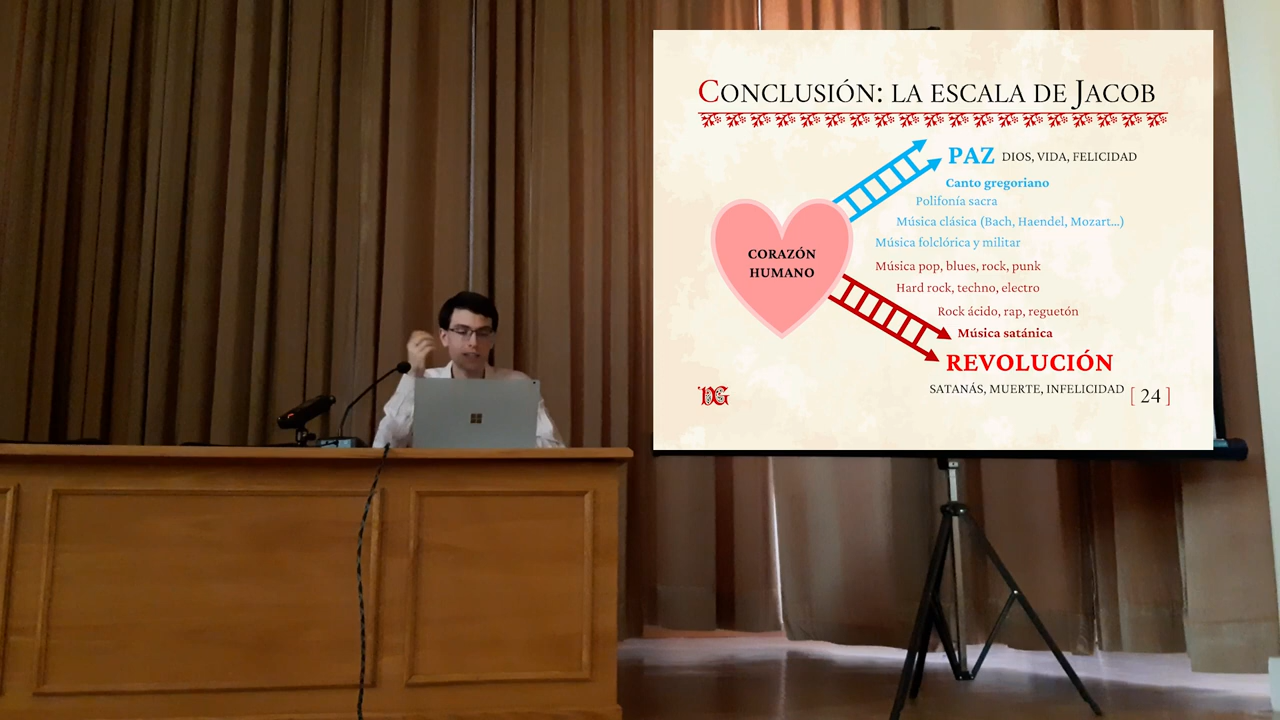 CONCLUSIÓN: LA ESCALA DE JACOB
PAZ DIOS, VIDA, FELICIDAD
Canto gregoriano
Polifonía sacra
Música clásica (Bach, Haendel, Mozart...)
Música folclórica y militar
CORAZÓN
HUMANO
Música pop, blues, rock, punk
Hard rock, techno, electro
Rock ácido, rap, reguetón
Música satánica
REVOLUCIÓN
SATANÁS, MUERTE, INFELICIDAD
[ 24 ]